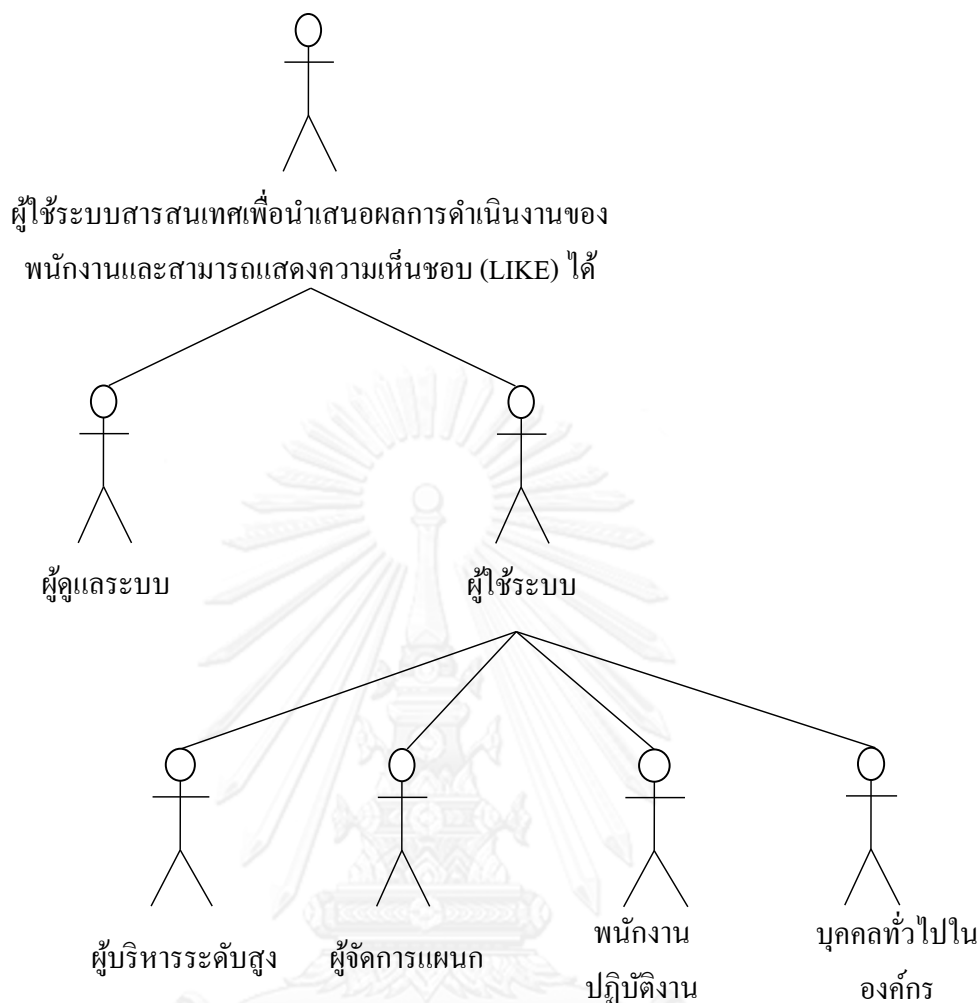 ผู้ใช้ระบบสารสนเทศเพื่อนำเสนอผลการดำเนินงานของ
พนักงานและสามารถแสดงความเห็นชอบ (LIKE) ได้
ผู้ดูแลระบบ
ผู้ใช้ระบบ
ผู้บริหารระดับสูง
ผู้จัดการแผนก
พนักงาน
ปฏิบัติงาน
บุคคลทั่วไปใน
องค์กร